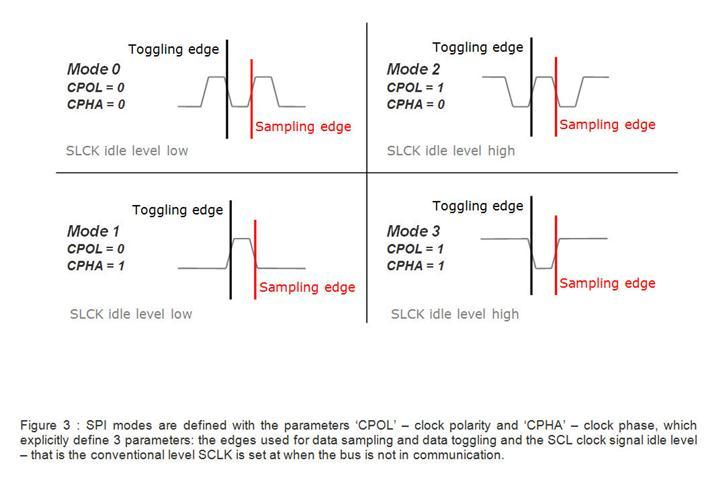 Toggling edge
Mode 0
CPOL = 0
CPHA = 0
Sampling edge
SLCK idle level low
Toggling edge
Mode 2
CPOL = 1
CPHA = 0
Sampling edge
SLCK idle level high
Toggling edge
Mode 1
CPOL = 0
CPHA = 1
Sampling edge
SLCK idle level low
Toggling edge
Mode 3
CPOL = 1
CPHA = 1
Sampling edge
SLCK idle level high
Figure 3 : SPI modes are defined with the parameters ‘CPOL’ – clock polarity and ‘CPHA’ – clock phase, which
explicitly define 3 parameters: the edges used for data sampling and data toggling and the SCL clock signal idle level
– that is the conventional level SCLK is set at when the bus is not in communication.